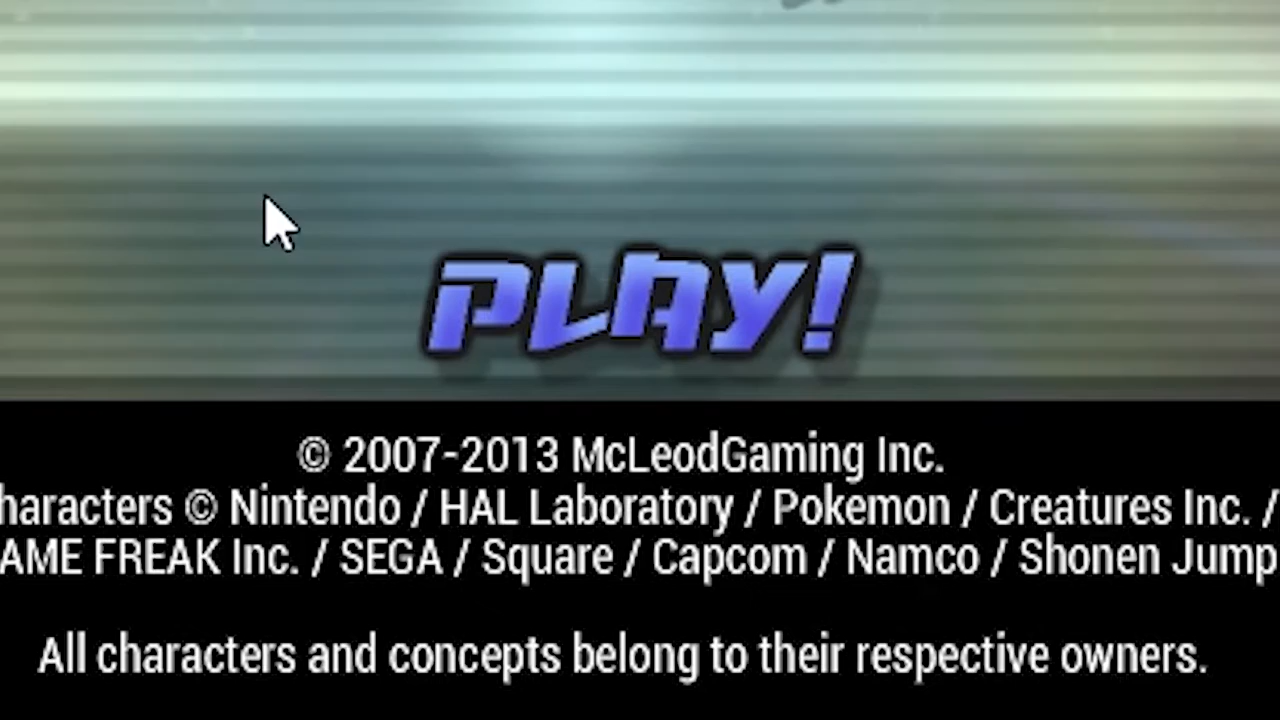 PLAY!
© 2007-2013 McLeodGaming Inc.
haracters © Nintendo / HAL Laboratory / Pokemon / Creatures Inc. /
AME FREAK Inc. / SEGA / Square / Capcom / Namco / Shonen Jump
All characters and concepts belong to their respective owners.